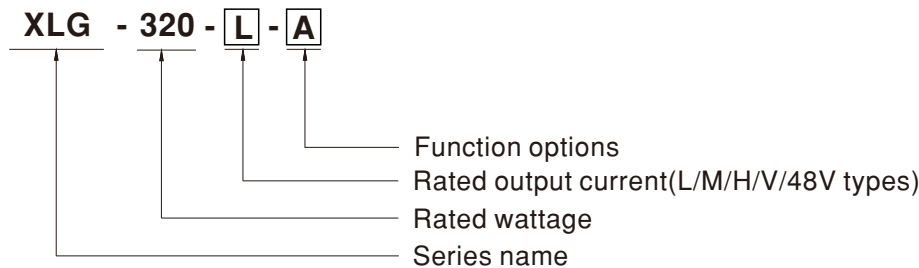 XLG - 320 - L - A
Function options
Rated output current(L/M/H/V/48V types)
Rated wattage
Series name